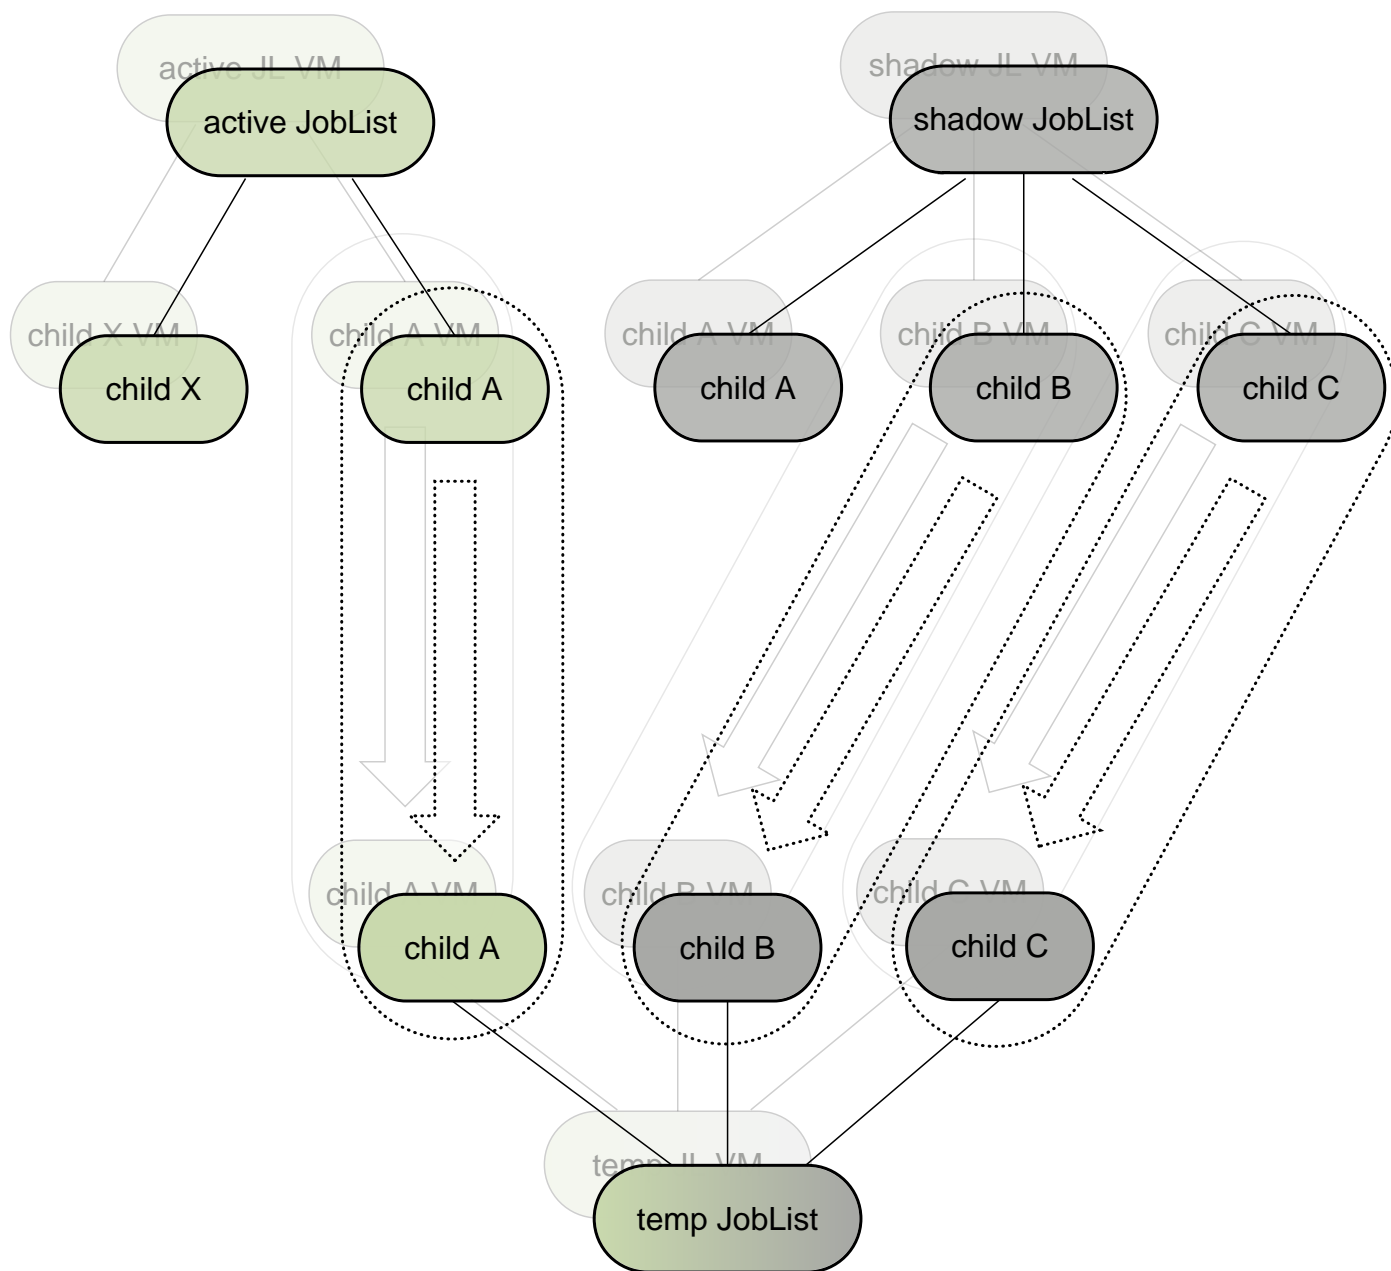 active JL VM
shadow JL VM
active JobList
shadow JobList
child X VM
child A VM
child A VM
child B VM
child C VM
child X
child A
child A
child B
child C
child A VM
child B VM
child C VM
child A
child B
child C
temp JL VM
temp JobList